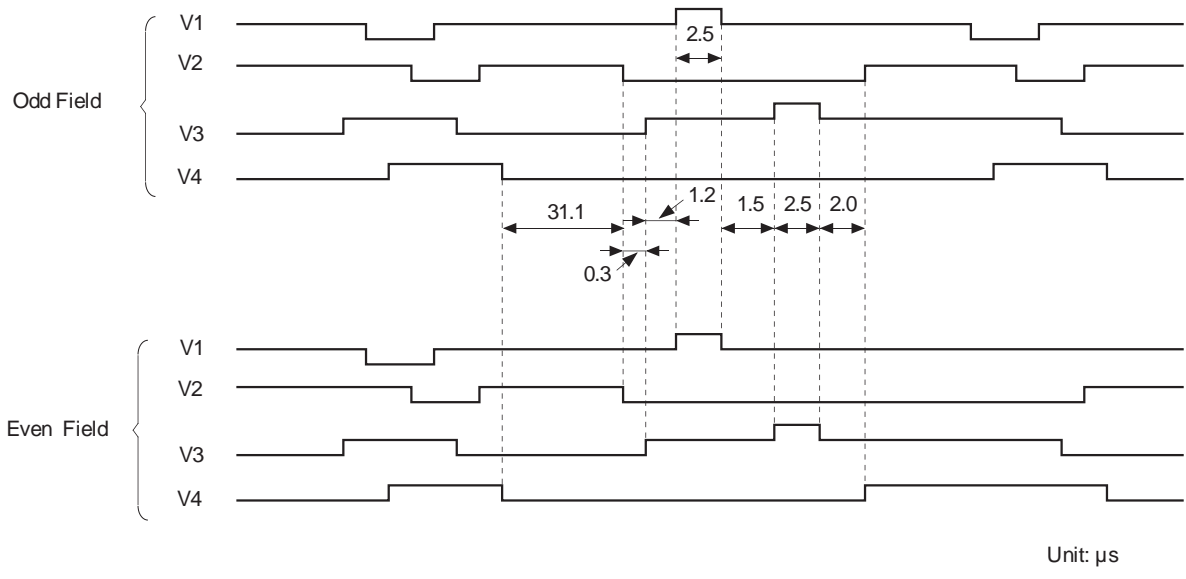 Odd Field
V1
2.5
V2
V3
V4
1.2
31.1
1.5
2.5
2.0
0.3
Even Field
V1
V2
V3
V4
Unit: µs